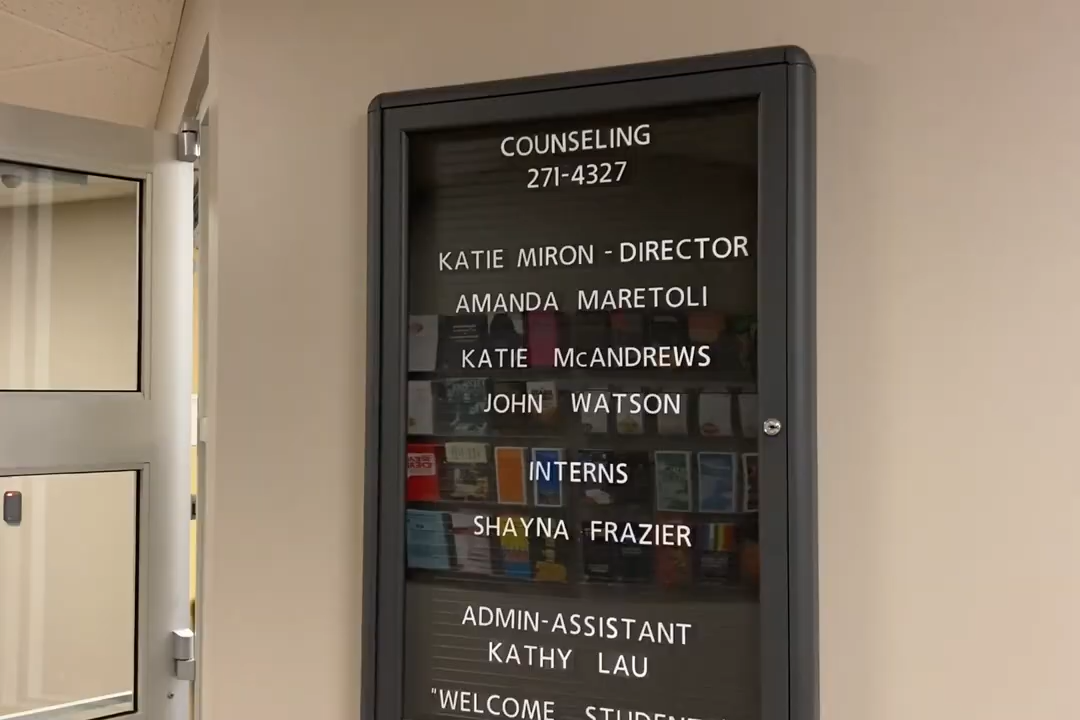 COUNSELING
271-4327
KATIE MIRON - DIRECTOR
AMANDA MARETOLI
KATIE McANDREWS
JOHN WATSON
INTERNS
SHAYNA FRAZIER
ADMIN-ASSISTANT
KATHY LAU
"WELCOME